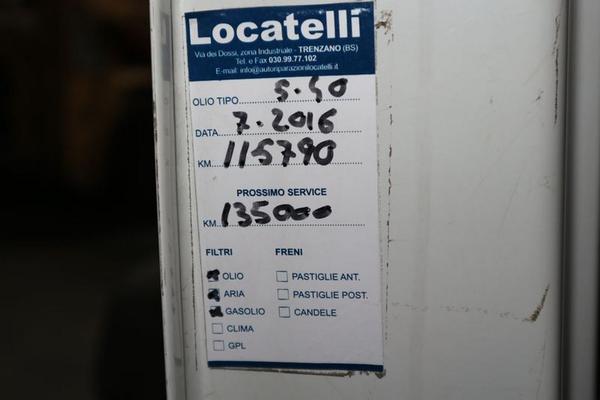 Locatelli
Via dei Dossi, zona Industriale - TRENZANO (BS)
Tel. e Fax 030.99.77.102
E-mail: info@autoriparazionilocatelli.it
OLIO TIPO 5-40
DATA 7-2016
KM. 115790
PROSSIMO SERVICE
KM. 135000
FILTRI FRENI
OLIO PASTIGLIE ANT.
ARIA PASTIGLIE POST.
GASOLIO CANDELE
CLIMA
GPL